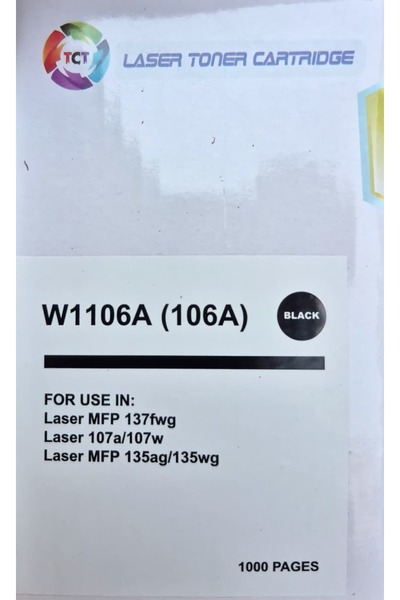 TCT
LASER TONER CARTRIDGE
W1106A (106A)
BLACK
FOR USE IN:
Laser MFP 137fwg
Laser 107a/107w
Laser MFP 135ag/135wg
1000 PAGES